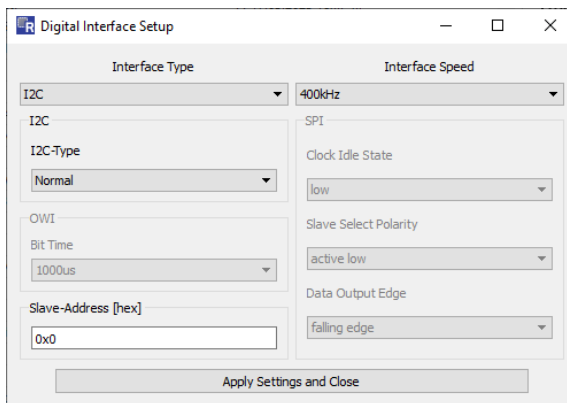 Digital Interface Setup
Interface Type
Interface Speed
I2C
400kHz
I2C
I2C-Type
Normal
OWI
Bit Time
1000us
Slave-Address [hex]
0x0
SPI
Clock Idle State
low
Slave Select Polarity
active low
Data Output Edge
falling edge
Apply Settings and Close